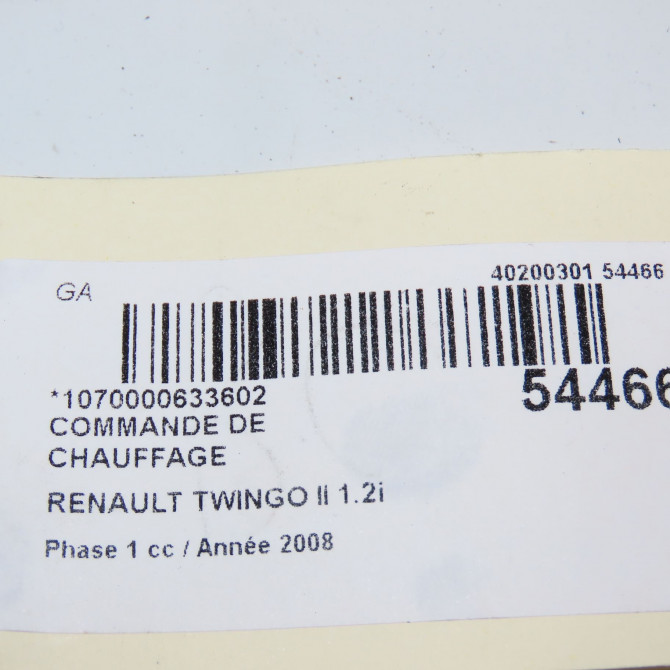 GA
40200301 54466
*1070000633602
54466
COMMANDE DE
CHAUFFAGE
RENAULT TWINGO II 1.2i
Phase 1 cc / Année 2008